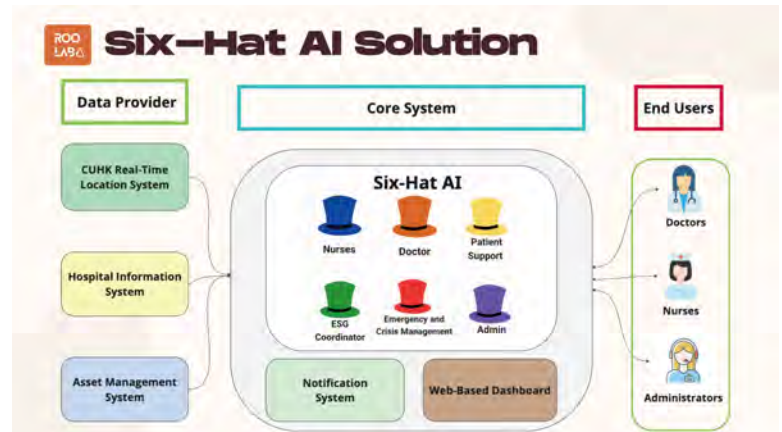 ROO
LAB
Six-Hat AI Solution
Data Provider
Core System
End Users
CUHK Real-Time
Location System
Hospital Information
System
Asset Management
System
Six-Hat AI
Nurses
Doctor
Patient
Support
ESG
Coordinator
Emergency and
Crisis Management
Admin
Notification
System
Web-Based Dashboard
Doctors
Nurses
Administrators